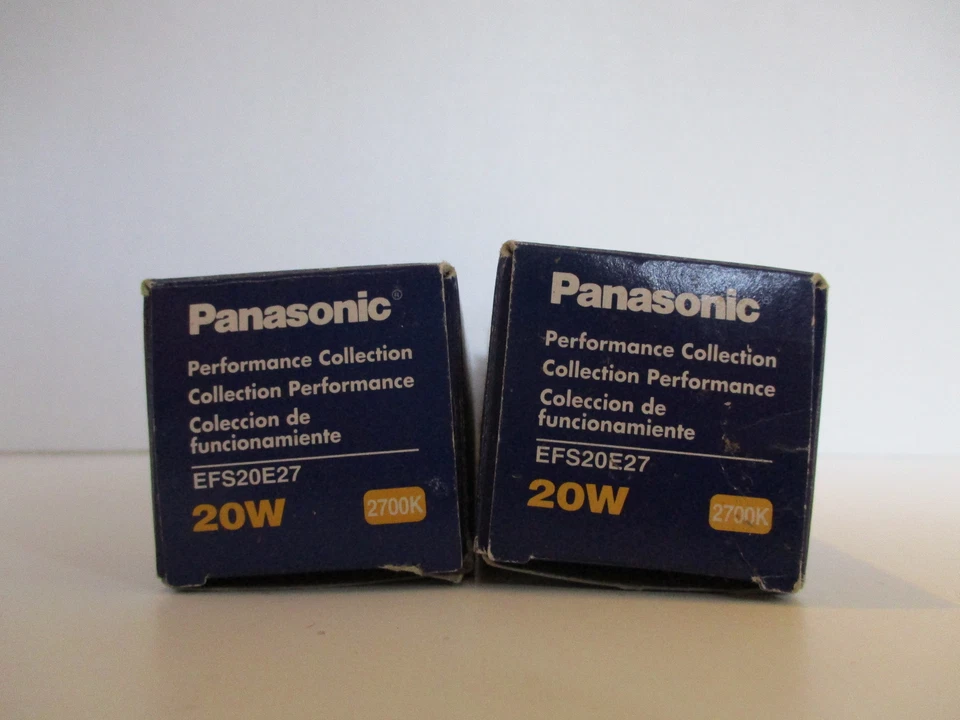 Panasonic®
Performance Collection
Collection Performance
Coleccion de
funcionamiente
EFS20E27
20W
2700K
Panasonic
Performance Collection
Collection Performance
Coleccion de
funcionamiente
EFS20E27
20W
2700K